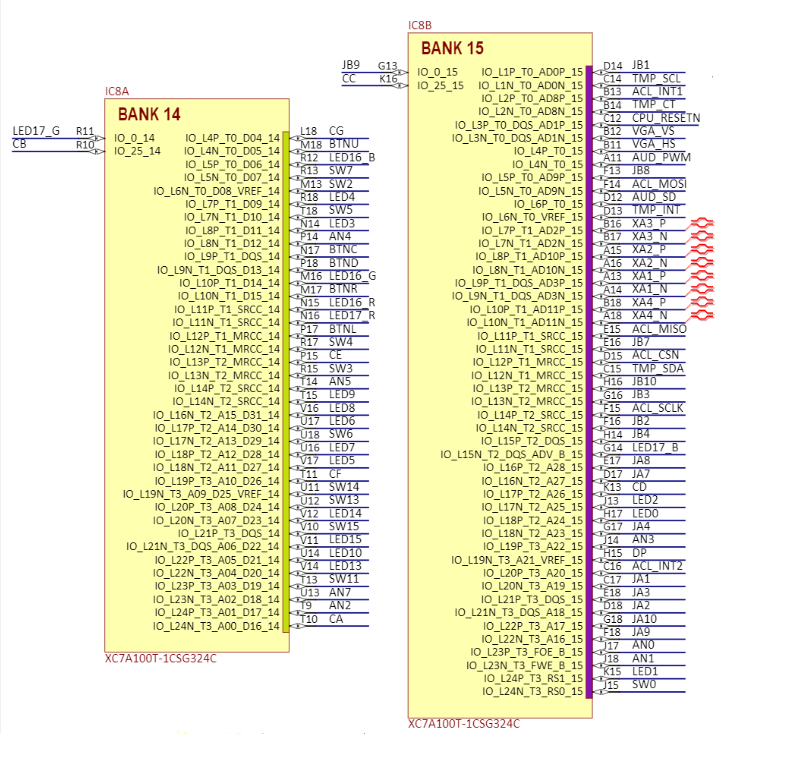 IC8A
BANK 14
LED17_G R11 IO_0_14
CB R10 IO_25_14
IO_L4P_T0_D04_14 L18 CG
IO_L4N_T0_D05_14 M18 BTNU
IO_L5P_T0_D06_14 R12 LED16_B
IO_L5N_T0_D07_14 R13 SW7
IO_L6N_T0_D08_VREF_14 M13 SW2
IO_L7P_T1_D09_14 R18 LED4
IO_L7N_T1_D10_14 T18 SW5
IO_L8P_T1_D11_14 N14 LED3
IO_L8N_T1_D12_14 P14 AN4
IO_L9P_T1_DQS_14 N17 BTNC
IO_L9N_T1_DQS_D13_14 P18 BTND
IO_L10P_T1_D14_14 M16 LED16_G
IO_L10N_T1_D15_14 M17 BTNR
IO_L11P_T1_SRCC_14 N15 LED16_R
IO_L11N_T1_SRCC_14 N16 LED17_R
IO_L12P_T1_MRCC_14 P17 BTNL
IO_L12N_T1_MRCC_14 R17 SW4
IO_L13P_T2_MRCC_14 P15 CE
IO_L13N_T2_MRCC_14 R15 SW3
IO_L14P_T2_SRCC_14 T14 AN5
IO_L14N_T2_SRCC_14 T15 LED9
IO_L16N_T2_A15_D31_14 V16 LED8
IO_L17P_T2_A14_D30_14 U17 LED6
IO_L17N_T2_A13_D29_14 U18 SW6
IO_L18P_T2_A12_D28_14 U16 LED7
IO_L18N_T2_A11_D27_14 V17 LED5
IO_L19P_T3_A10_D26_14 T11 CF
IO_L19N_T3_A09_D25_VREF_14 U11 SW14
IO_L20P_T3_A08_D24_14 U12 SW13
IO_L20N_T3_A07_D23_14 V12 LED14
IO_L21P_T3_DQS_14 V10 SW15
IO_L21N_T3_DQS_A06_D22_14 V11 LED15
IO_L22P_T3_A05_D21_14 U14 LED10
IO_L22N_T3_A04_D20_14 V14 LED13
IO_L23P_T3_A03_D19_14 T13 SW11
IO_L23N_T3_A02_D18_14 U13 AN7
IO_L24P_T3_A01_D17_14 T9 AN2
IO_L24N_T3_A00_D16_14 T10 CA
XC7A100T-1CSG324C
IC8B
BANK 15
JB9 G13 IO_0_15
CC K16 IO_25_15
IO_L1P_T0_AD0P_15 D14 JB1
IO_L1N_T0_AD0N_15 C14 TMP_SCL
IO_L2P_T0_AD8P_15 B13 ACL_INT1
IO_L2N_T0_AD8N_15 B14 TMP_CT
IO_L3P_T0_DQS_AD1P_15 C12 CPU_RESETN
IO_L3N_T0_DQS_AD1N_15 B12 VGA_VS
IO_L4P_T0_15 B11 VGA_HS
IO_L4N_T0_15 A11 AUD_PWM
IO_L5P_T0_AD9P_15 F13 JB8
IO_L5N_T0_AD9N_15 F14 ACL_MOSI
IO_L6P_T0_15 D12 AUD_SD
IO_L6N_T0_VREF_15 D13 TMP_INT
IO_L7P_T1_AD2P_15 B16 XA3_P
IO_L7N_T1_AD2N_15 B17 XA3_N
IO_L8P_T1_AD10P_15 A15 XA2_P
IO_L8N_T1_AD10N_15 A16 XA2_N
IO_L9P_T1_DQS_AD3P_15 A13 XA1_P
IO_L9N_T1_DQS_AD3N_15 A14 XA1_N
IO_L10P_T1_AD11P_15 B18 XA4_P
IO_L10N_T1_AD11N_15 A18 XA4_N
IO_L11P_T1_SRCC_15 E15 ACL_MISO
IO_L11N_T1_SRCC_15 E16 JB7
IO_L12P_T1_MRCC_15 D15 ACL_CSN
IO_L12N_T1_MRCC_15 C15 TMP_SDA
IO_L13P_T2_MRCC_15 H16 JB10
IO_L13N_T2_MRCC_15 G16 JB3
IO_L14P_T2_SRCC_15 F15 ACL_SCLK
IO_L14N_T2_SRCC_15 F16 JB2
IO_L15P_T2_DQS_15 H14 JB4
IO_L15N_T2_DQS_ADV_B_15 G14 LED17_B
IO_L16P_T2_A28_15 E17 JA8
IO_L16N_T2_A27_15 D17 JA7
IO_L17P_T2_A26_15 K13 CD
IO_L17N_T2_A25_15 J13 LED2
IO_L18P_T2_A24_15 H17 LED0
IO_L18N_T2_A23_15 G17 JA4
IO_L19P_T3_A22_15 J14 AN3
IO_L19N_T3_A21_VREF_15 H15 DP
IO_L20P_T3_A20_15 C16 ACL_INT2
IO_L20N_T3_A19_15 C17 JA1
IO_L21P_T3_DQS_15 E18 JA3
IO_L21N_T3_DQS_A18_15 D18 JA2
IO_L22P_T3_A17_15 G18 JA10
IO_L22N_T3_A16_15 F18 JA9
IO_L23P_T3_FOE_B_15 J17 AN0
IO_L23N_T3_FWE_B_15 J18 AN1
IO_L24P_T3_RS1_15 K15 LED1
IO_L24N_T3_RS0_15 J15 SW0
XC7A100T-1CSG324C